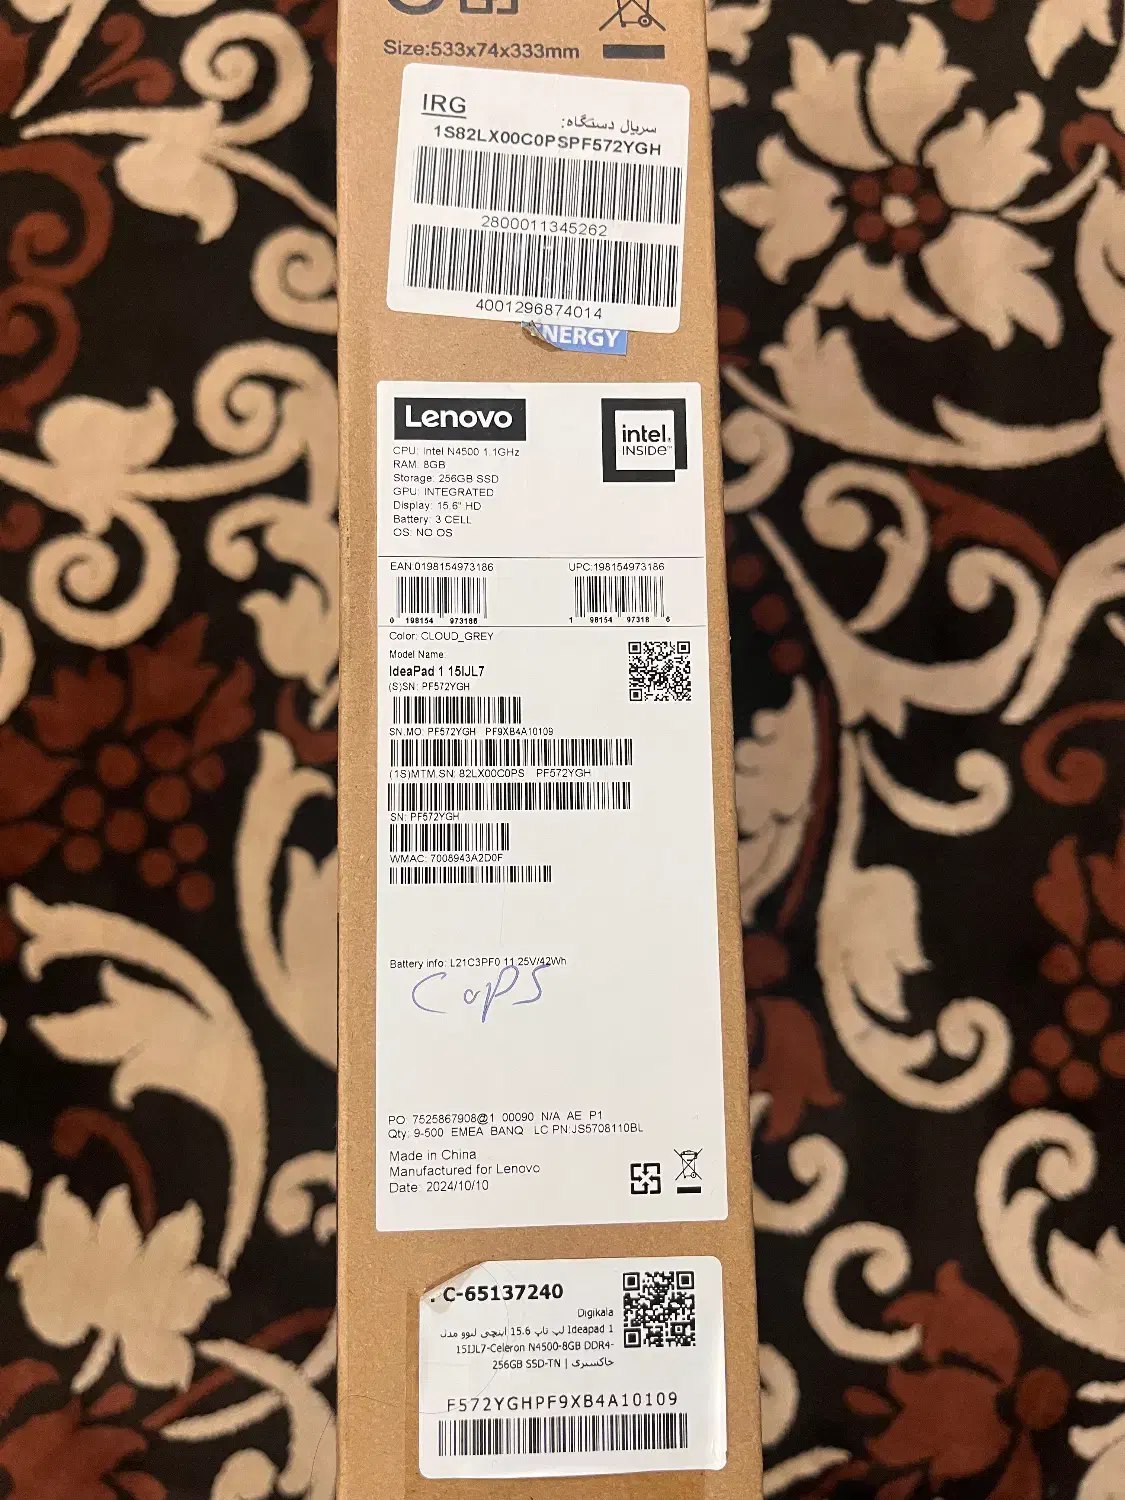 Size:533x74x333mm
IRG
سریال دستگاه:
1S82LX00C0PSPF572YGH
2800011345262
4001296874014
ENERGY
Lenovo
intel.
INSIDE™
CPU: Intel N4500 1.1GHz
RAM: 8GB
Storage: 256GB SSD
GPU: INTEGRATED
Display: 15.6" HD
Battery: 3 CELL
OS: NO OS
EAN:0198154973186
UPC:198154973186
0 198154 973186
1 98154 97318 6
Color: CLOUD_GREY
Model Name:
IdeaPad 1 15IJL7
(S)SN: PF572YGH
SN.MO: PF572YGH PF9XB4A10109
(1S)MTM.SN: 82LX00C0PS PF572YGH
SN: PF572YGH
WMAC: 7008943A2D0F
Battery info: L21C3PF0 11.25V/42Wh
CoPS
PO 7525867908@1 00090 N/A AE P1
Qty: 9-500 EMEA BANQ LC PN:JS5708110BL
Made in China
Manufactured for Lenovo
Date: 2024/10/10
. C-65137240
Digikala
لپ تاپ 15.6 اینچی لنوو مدل Ideapad 1
15IJL7-Celeron N4500-8GB DDR4-
256GB SSD-TN | خاکستری
F572YGHPF9XB4A10109